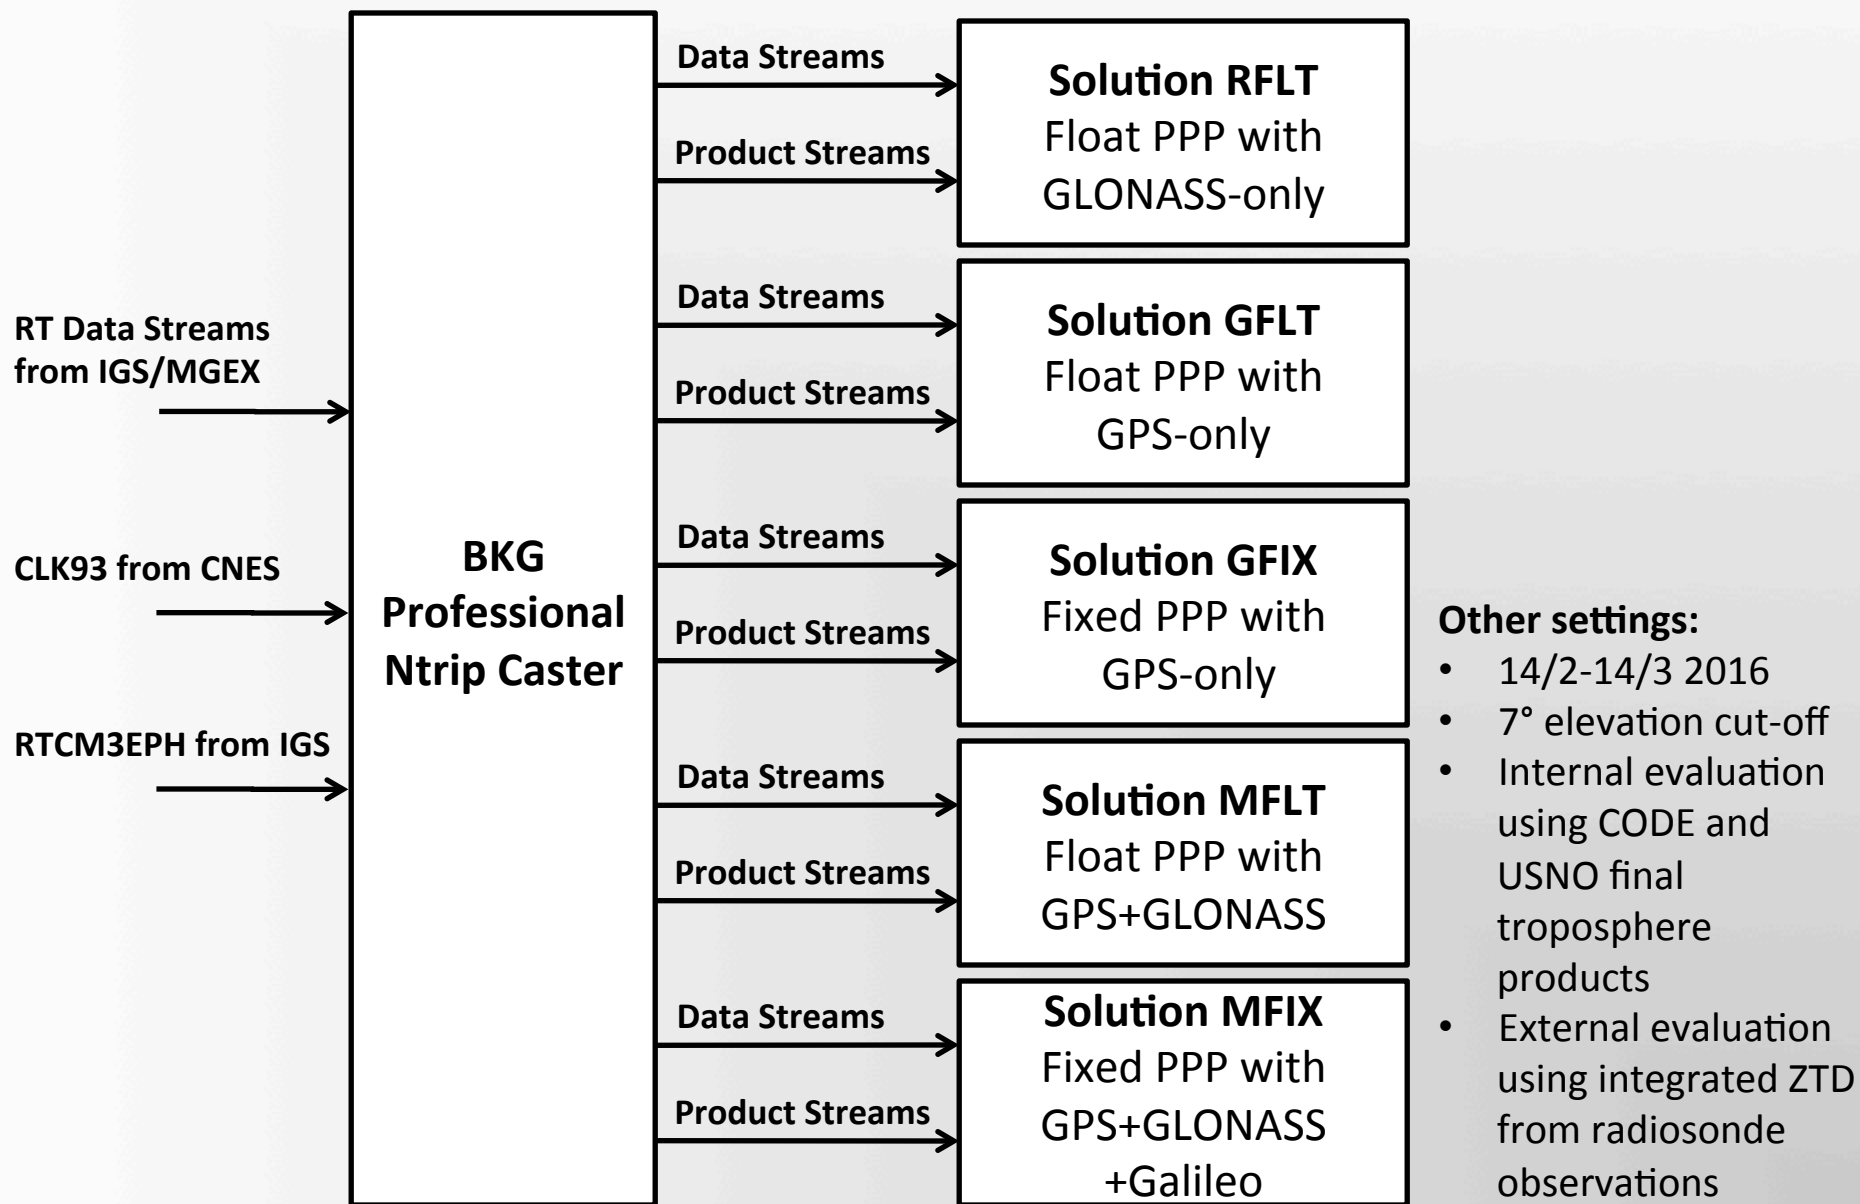 RT Data Streams
from IGS/MGEX
CLK93 from CNES
RTCM3EPH from IGS
BKG
Professional
Ntrip Caster
Data Streams
Product Streams
Solution RFLT
Float PPP with
GLONASS-only
Data Streams
Product Streams
Solution GFLT
Float PPP with
GPS-only
Data Streams
Product Streams
Solution GFIX
Fixed PPP with
GPS-only
Data Streams
Product Streams
Solution MFLT
Float PPP with
GPS+GLONASS
Data Streams
Product Streams
Solution MFIX
Fixed PPP with
GPS+GLONASS
+Galileo
Other settings:
• 14/2-14/3 2016
• 7° elevation cut-off
• Internal evaluation
using CODE and
USNO final
troposphere
products
• External evaluation
using integrated ZTD
from radiosonde
observations